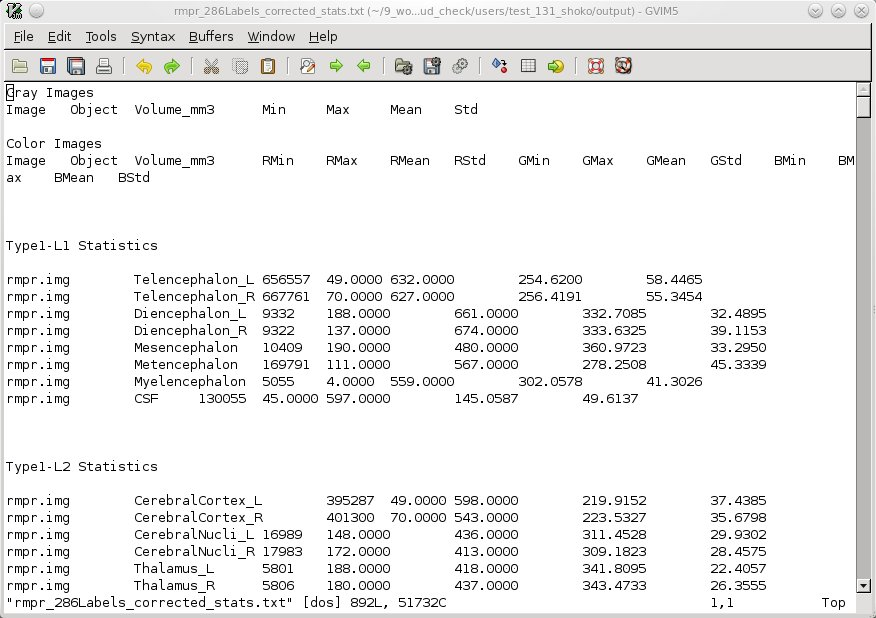 rmpr_286Labels_corrected_stats.txt (~/9_wo...ud_check/users/test_131_shoko/output) - GVIM5
File Edit Tools Syntax Buffers Window Help
Gray Images
Image Object Volume_mm3 Min Max Mean Std
Color Images
Image Object Volume_mm3 RMin RMax RMean RStd GMin GMax GMean GStd BMin BM
ax BMean BStd
Type1-L1 Statistics
rmpr.img Telencephalon_L 656557 49.0000 632.0000 254.6200 58.4465
rmpr.img Telencephalon_R 667761 70.0000 627.0000 256.4191 55.3454
rmpr.img Diencephalon_L 9332 188.0000 661.0000 332.7085 32.4895
rmpr.img Diencephalon_R 9322 137.0000 674.0000 333.6325 39.1153
rmpr.img Mesencephalon 10409 190.0000 480.0000 360.9723 33.2950
rmpr.img Metencephalon 169791 111.0000 567.0000 278.2508 45.3339
rmpr.img Myelencephalon 5055 4.0000 559.0000 302.0578 41.3026
rmpr.img CSF 130055 45.0000 597.0000 145.0587 49.6137
Type1-L2 Statistics
rmpr.img CerebralCortex_L 395287 49.0000 598.0000 219.9152 37.4385
rmpr.img CerebralCortex_R 401300 70.0000 543.0000 223.5327 35.6798
rmpr.img CerebralNucli_L 16989 148.0000 436.0000 311.4528 29.9302
rmpr.img CerebralNucli_R 17983 172.0000 413.0000 309.1823 28.4575
rmpr.img Thalamus_L 5801 188.0000 418.0000 341.8095 22.4057
rmpr.img Thalamus_R 5806 180.0000 437.0000 343.4733 26.3555
"rmpr_286Labels_corrected_stats.txt" [dos] 892L, 51732C 1,1 Top